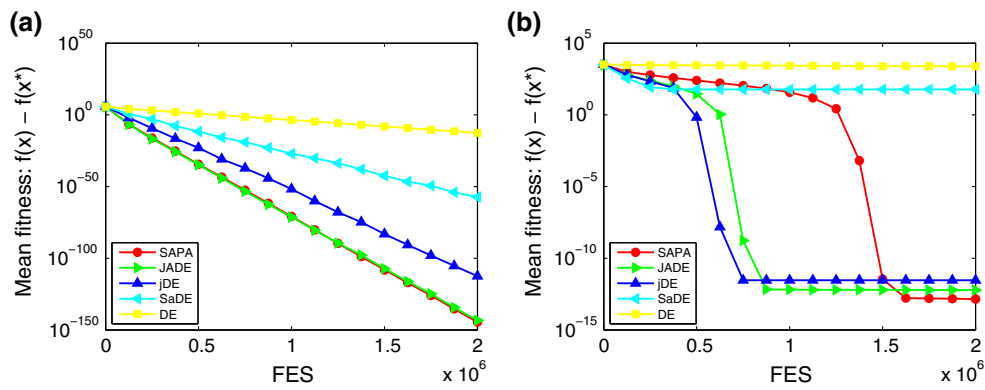 (a)
Mean fitness: f(x) − f(x*)
10^50
10^0
10^−50
10^−100
10^−150
SAPA
JADE
jDE
SaDE
DE
0
0.5
1
1.5
2
FES
x 10^6
(b)
Mean fitness: f(x) − f(x*)
10^5
10^0
10^−5
10^−10
10^−15
SAPA
JADE
jDE
SaDE
DE
0
0.5
1
1.5
2
FES
x 10^6